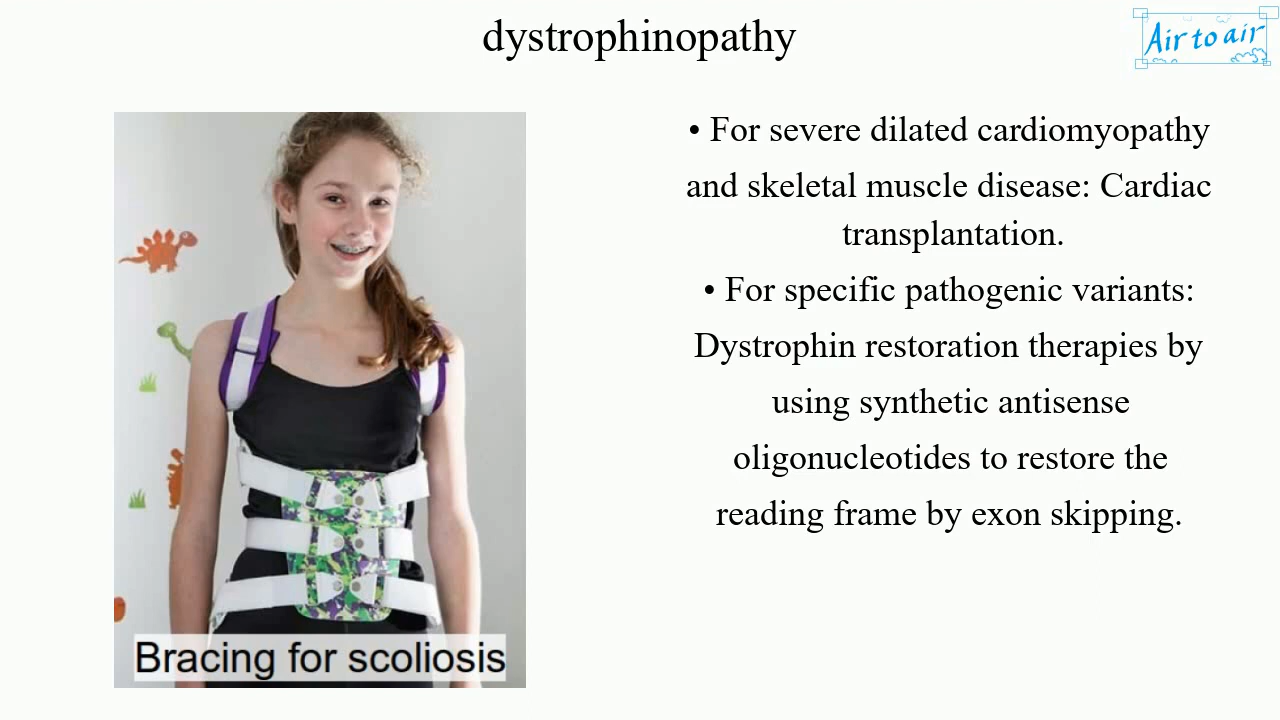 dystrophinopathy
Air to air
• For severe dilated cardiomyopathy
and skeletal muscle disease: Cardiac
transplantation.
• For specific pathogenic variants:
Dystrophin restoration therapies by
using synthetic antisense
oligonucleotides to restore the
reading frame by exon skipping.
Bracing for scoliosis